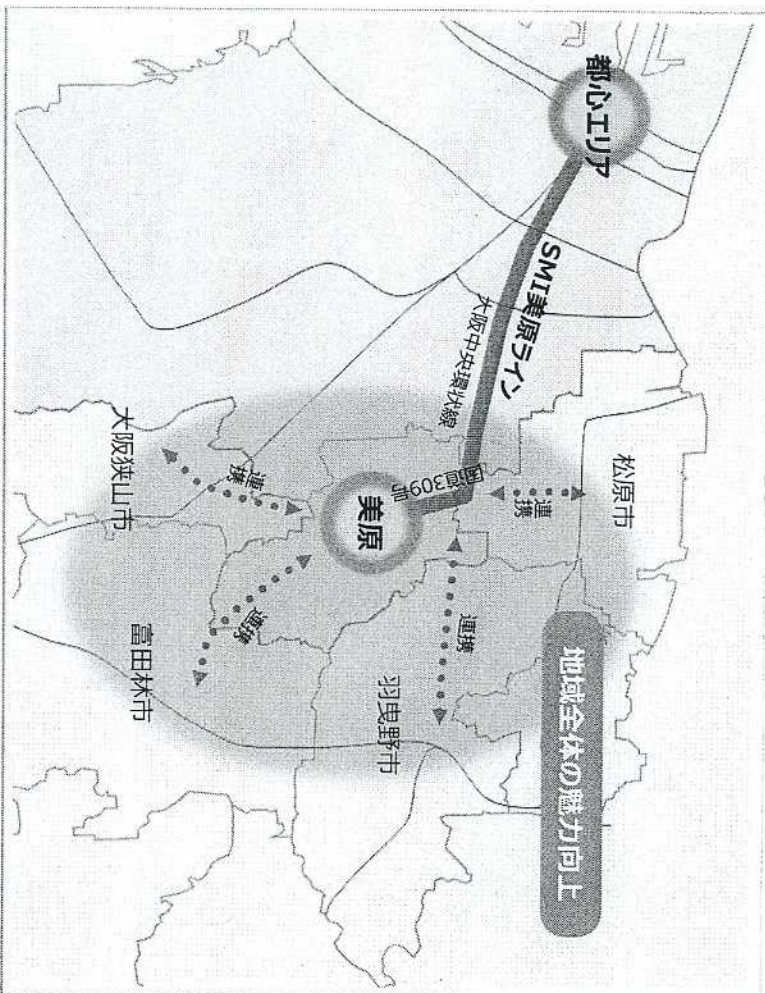 地域全体の魅力向上
都心エリア
SMI美原ライン
大阪中央環状線
国道309号
美原
松原市
連携
羽曳野市
連携
富田林市
連携
大阪狭山市
連携